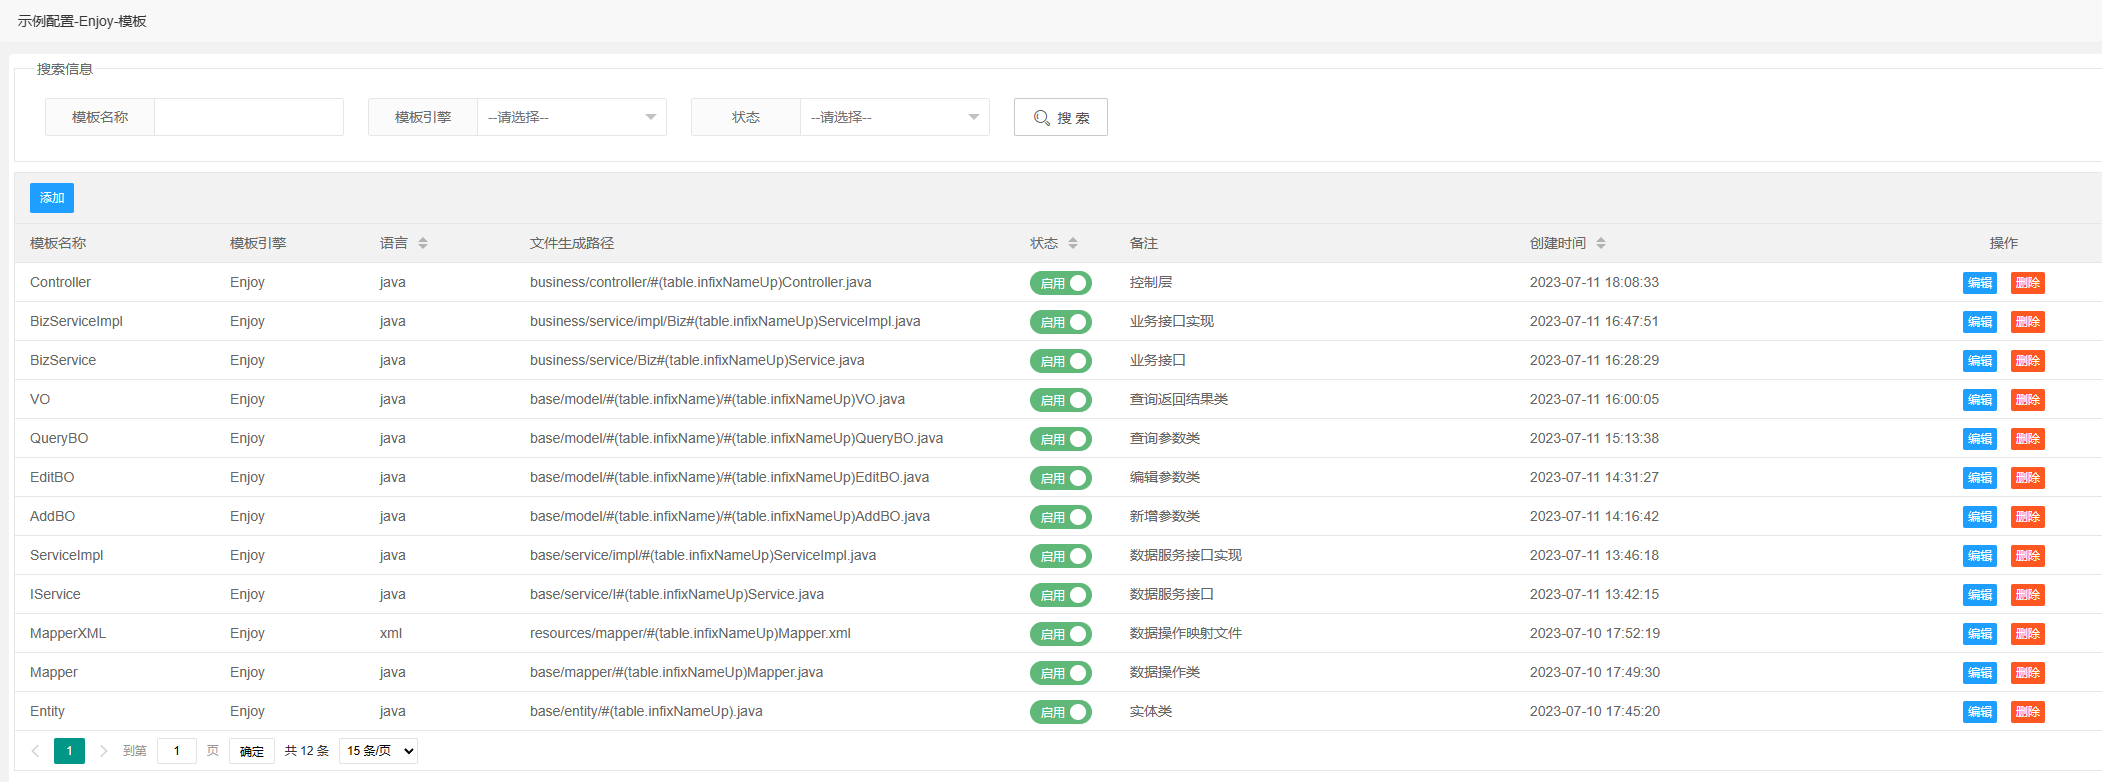 示例配置-Enjoy-模板
搜索信息
模板名称 模板引擎 --请选择-- 状态 --请选择-- 搜 索
添加
模板名称 模板引擎 语言 文件生成路径 状态 备注 创建时间 操作
Controller Enjoy java business/controller/#(table.infixNameUp)Controller.java 启用 控制层 2023-07-11 18:08:33 编辑 删除
BizServiceImpl Enjoy java business/service/impl/Biz#(table.infixNameUp)ServiceImpl.java 启用 业务接口实现 2023-07-11 16:47:51 编辑 删除
BizService Enjoy java business/service/Biz#(table.infixNameUp)Service.java 启用 业务接口 2023-07-11 16:28:29 编辑 删除
VO Enjoy java base/model/#(table.infixName)/#(table.infixNameUp)VO.java 启用 查询返回结果类 2023-07-11 16:00:05 编辑 删除
QueryBO Enjoy java base/model/#(table.infixName)/#(table.infixNameUp)QueryBO.java 启用 查询参数类 2023-07-11 15:13:38 编辑 删除
EditBO Enjoy java base/model/#(table.infixName)/#(table.infixNameUp)EditBO.java 启用 编辑参数类 2023-07-11 14:31:27 编辑 删除
AddBO Enjoy java base/model/#(table.infixName)/#(table.infixNameUp)AddBO.java 启用 新增参数类 2023-07-11 14:16:42 编辑 删除
ServiceImpl Enjoy java base/service/impl/#(table.infixNameUp)ServiceImpl.java 启用 数据服务接口实现 2023-07-11 13:46:18 编辑 删除
IService Enjoy java base/service/I#(table.infixNameUp)Service.java 启用 数据服务接口 2023-07-11 13:42:15 编辑 删除
MapperXML Enjoy xml resources/mapper/#(table.infixNameUp)Mapper.xml 启用 数据操作映射文件 2023-07-10 17:52:19 编辑 删除
Mapper Enjoy java base/mapper/#(table.infixNameUp)Mapper.java 启用 数据操作类 2023-07-10 17:49:30 编辑 删除
Entity Enjoy java base/entity/#(table.infixNameUp).java 启用 实体类 2023-07-10 17:45:20 编辑 删除
1 到第 1 页 确定 共 12 条 15 条/页